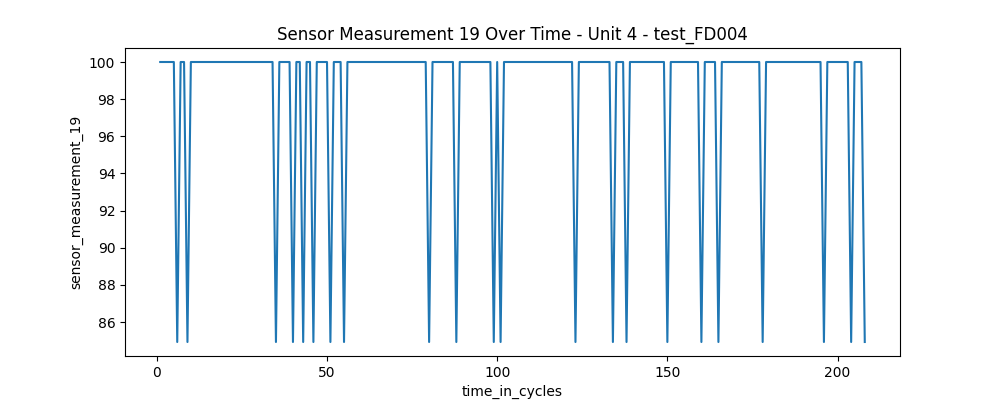 Sensor Measurement 19 Over Time - Unit 4 - test_FD004
sensor_measurement_19
100
98
96
94
92
90
88
86
0 50 100 150 200
time_in_cycles